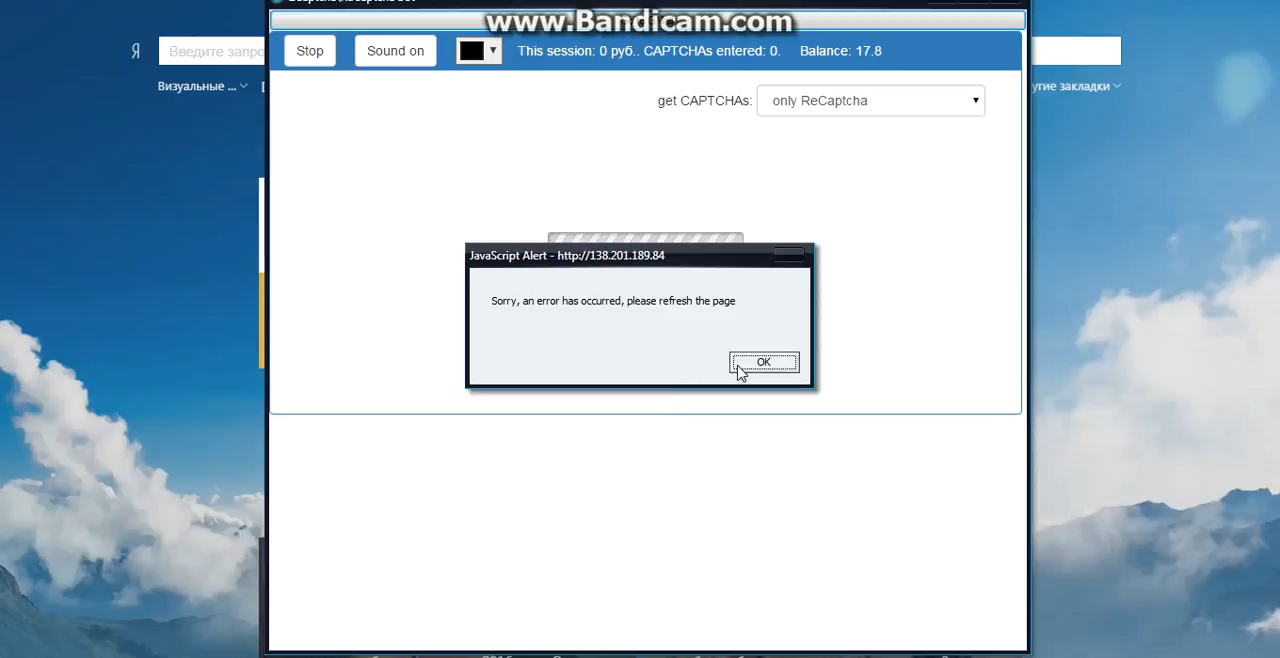 www.Bandicam.com
Я
Введите запро
Stop
Sound on
This session: 0 руб.. CAPTCHAs entered: 0.
Balance: 17.8
Визуальные ...
угие закладки
get CAPTCHAs:
only ReCaptcha
JavaScript Alert - http://138.201.189.84
Sorry, an error has occurred, please refresh the page
OK